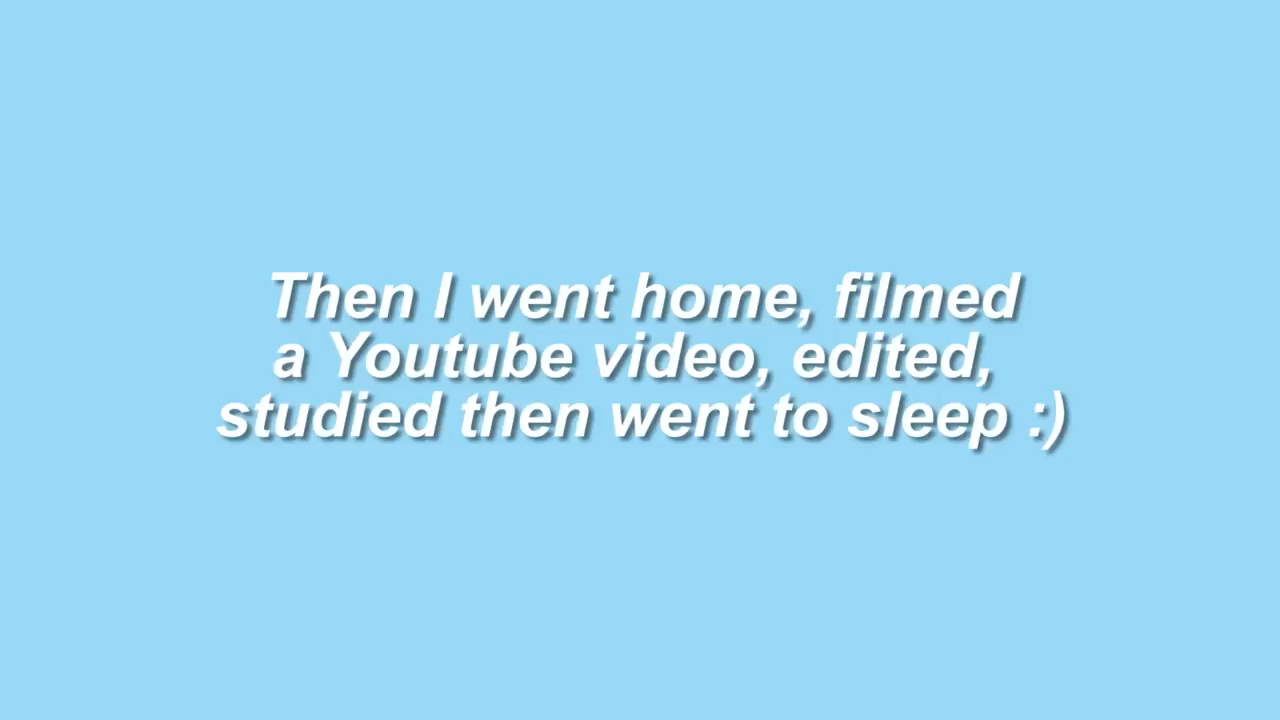 Then I went home, filmed
a Youtube video, edited,
studied then went to sleep :)